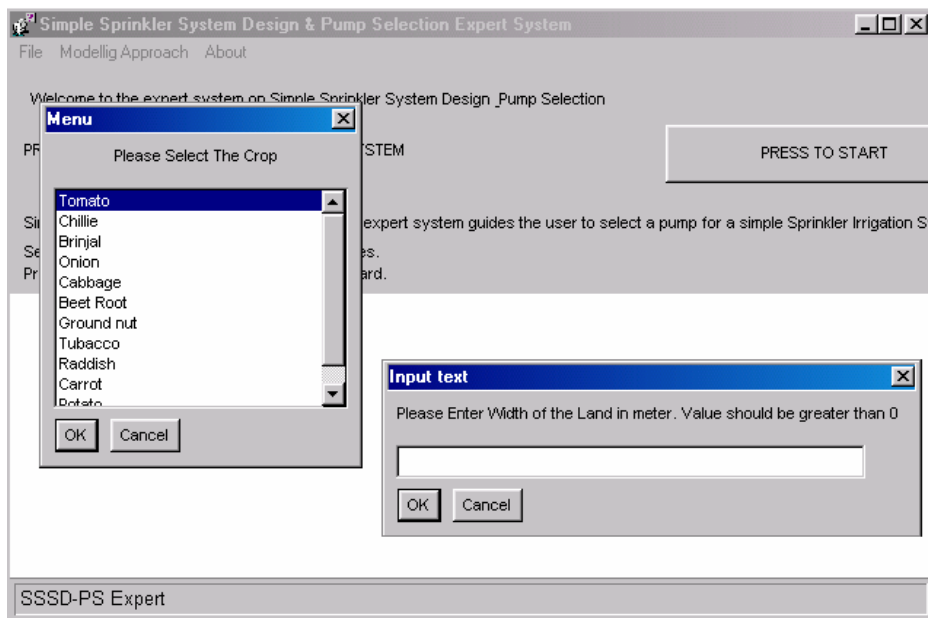 Simple Sprinkler System Design & Pump Selection Expert System
File Modellig Approach About
Welcome to the expert system on Simple Sprinkler System Design _Pump Selection
Menu
PR
STEM
PRESS TO START
Please Select The Crop
Tomato
Chillie
Brinjal
Onion
Cabbage
Beet Root
Ground nut
Tubacco
Raddish
Carrot
Potato
OK Cancel
Si
expert system guides the user to select a pump for a simple Sprinkler Irrigation S
Se
es.
Pr
ard.
Input text
Please Enter Width of the Land in meter. Value should be greater than 0
OK Cancel
SSSD-PS Expert